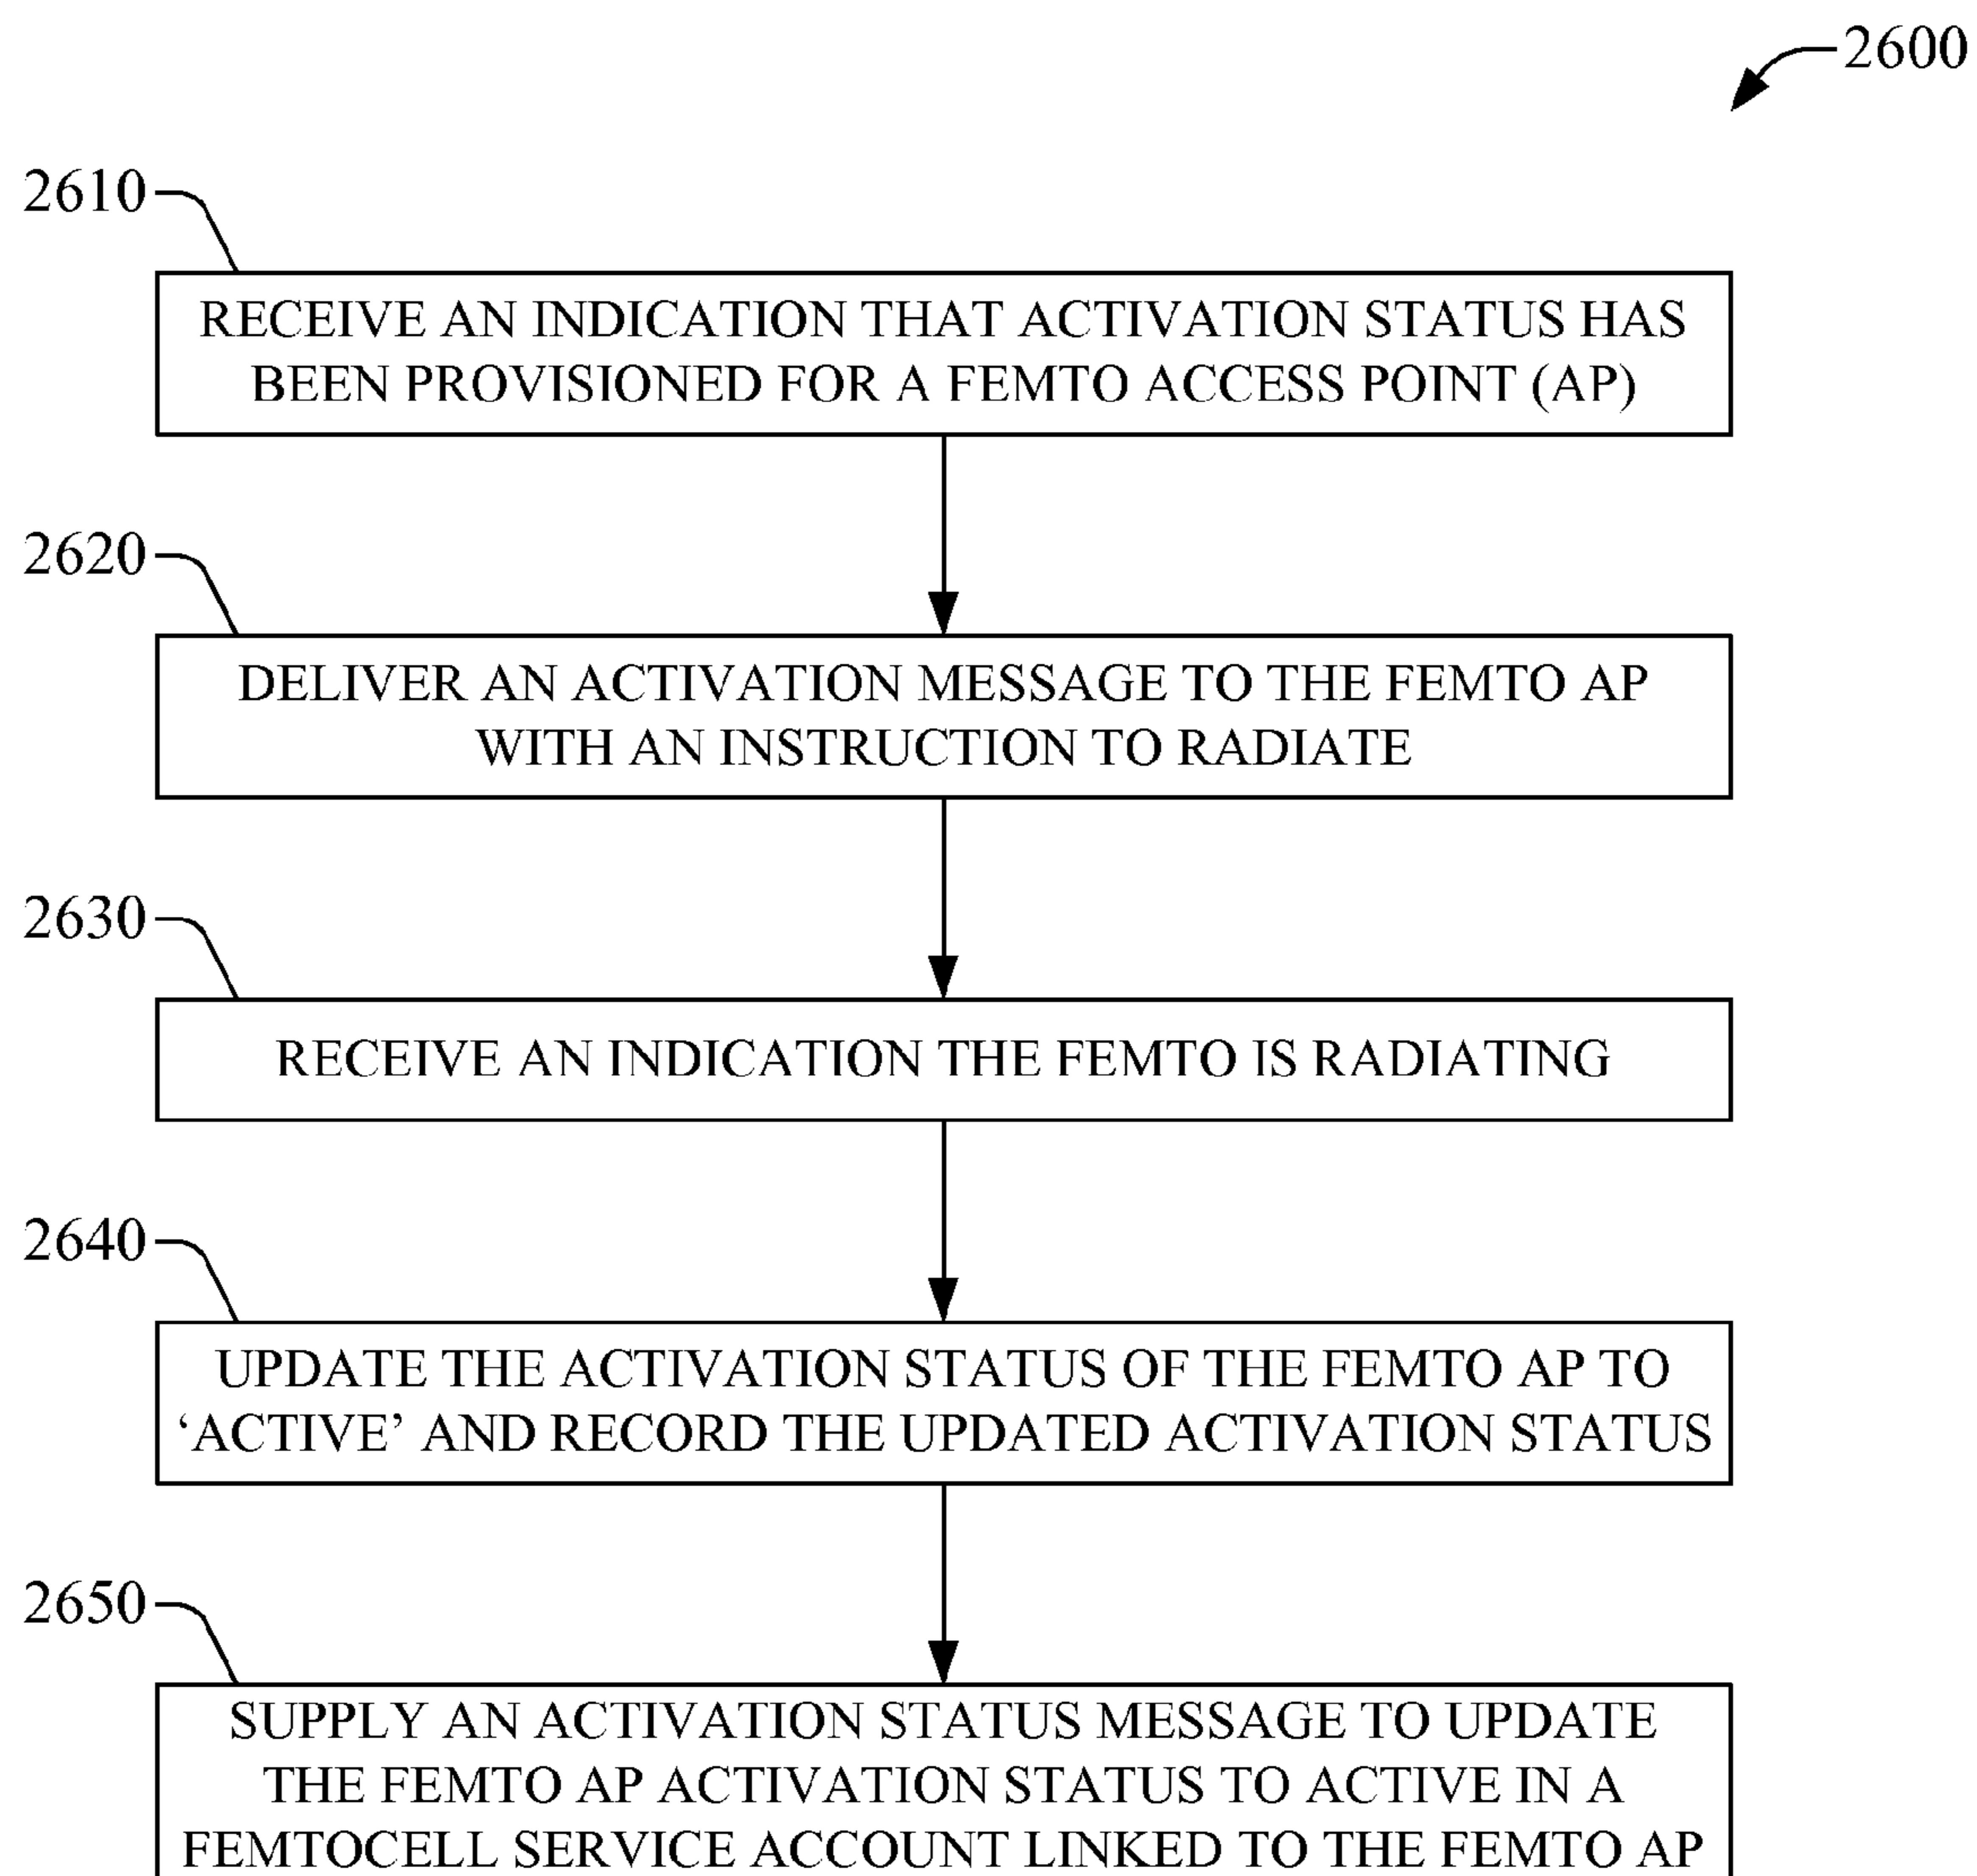 2600
2610
RECEIVE AN INDICATION THAT ACTIVATION STATUS HAS
BEEN PROVISIONED FOR A FEMTO ACCESS POINT (AP)
2620
DELIVER AN ACTIVATION MESSAGE TO THE FEMTO AP
WITH AN INSTRUCTION TO RADIATE
2630
RECEIVE AN INDICATION THE FEMTO IS RADIATING
2640
UPDATE THE ACTIVATION STATUS OF THE FEMTO AP TO
‘ACTIVE’ AND RECORD THE UPDATED ACTIVATION STATUS
2650
SUPPLY AN ACTIVATION STATUS MESSAGE TO UPDATE
THE FEMTO AP ACTIVATION STATUS TO ACTIVE IN A
FEMTOCELL SERVICE ACCOUNT LINKED TO THE FEMTO AP